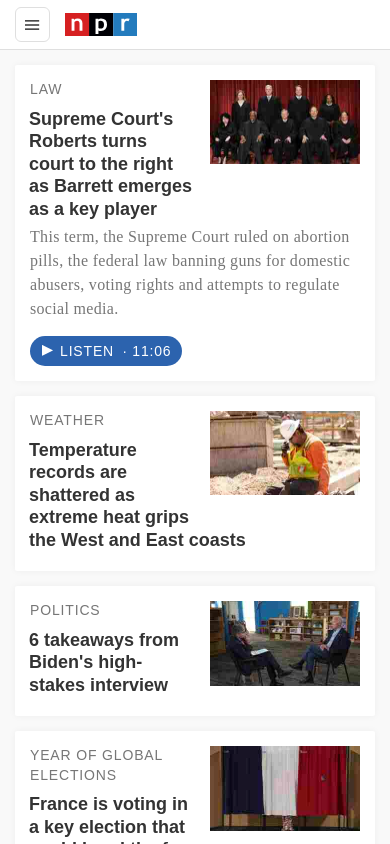 npr
LAW
Supreme Court's
Roberts turns
court to the right
as Barrett emerges
as a key player
This term, the Supreme Court ruled on abortion
pills, the federal law banning guns for domestic
abusers, voting rights and attempts to regulate
social media.
LISTEN · 11:06
WEATHER
Temperature
records are
shattered as
extreme heat grips
the West and East coasts
POLITICS
6 takeaways from
Biden's high-
stakes interview
YEAR OF GLOBAL
ELECTIONS
France is voting in
a key election that